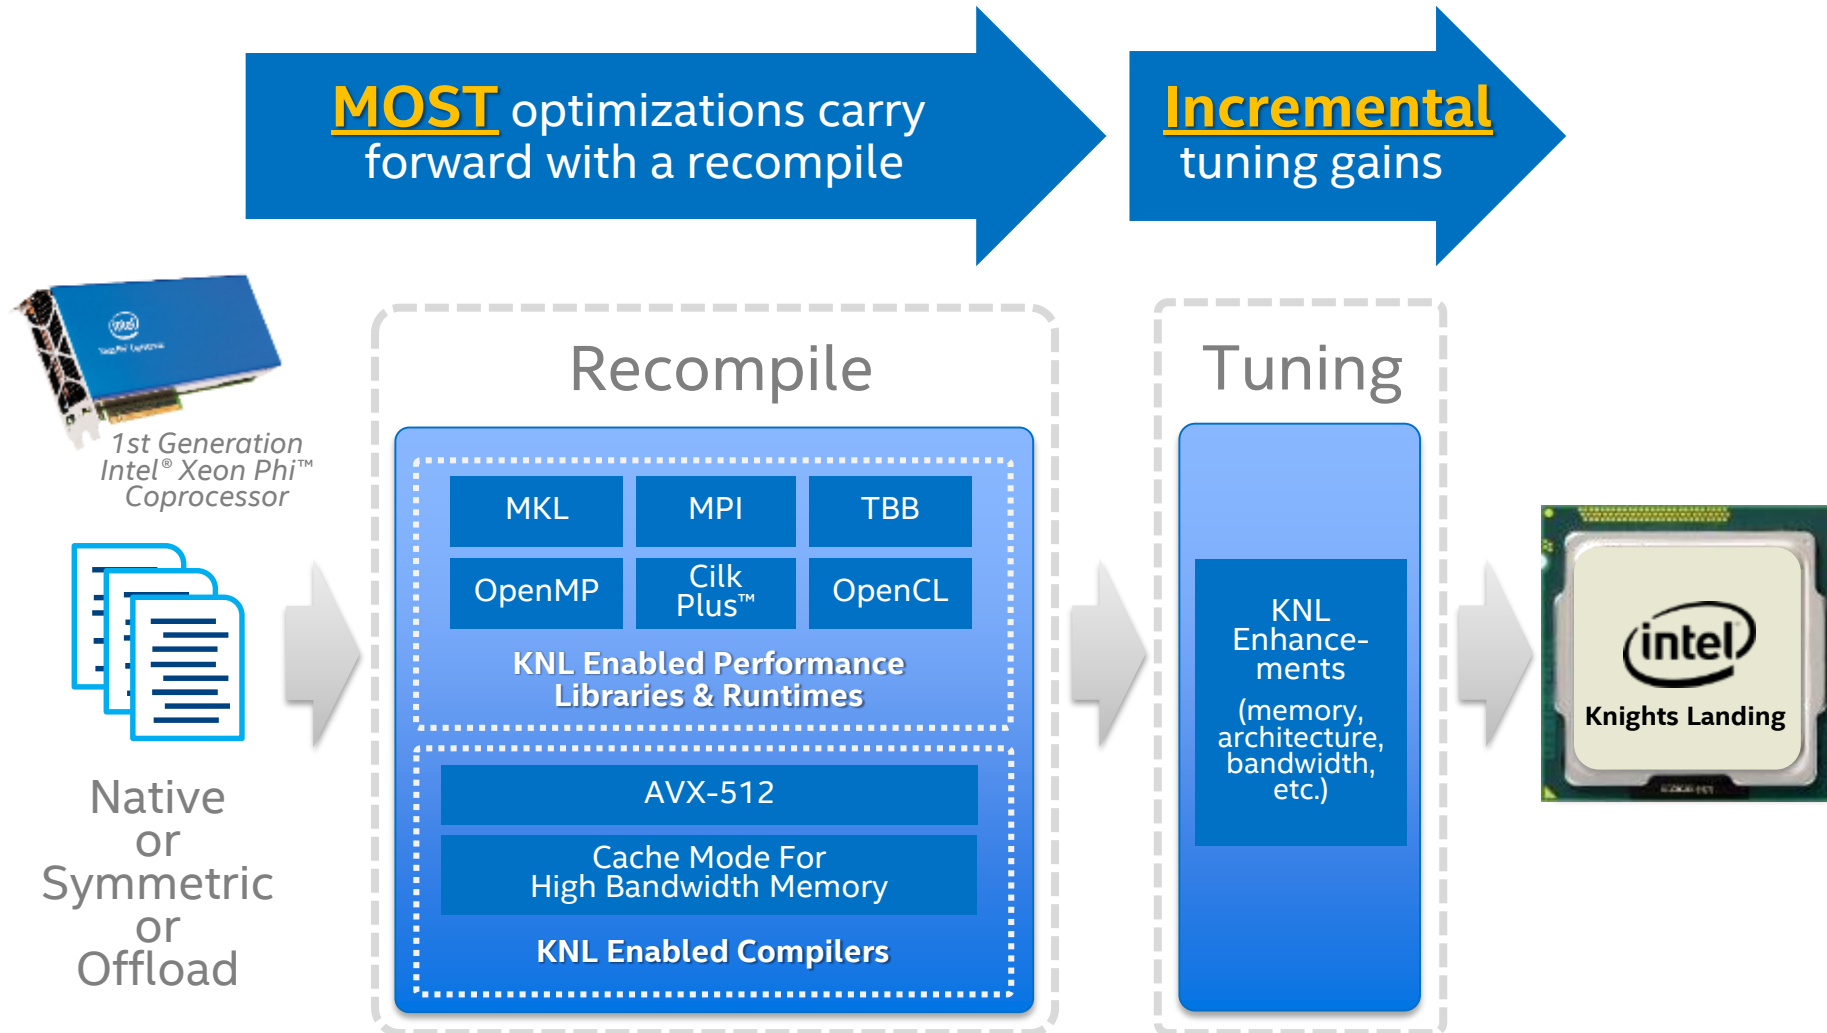 MOST optimizations carry
forward with a recompile
Incremental
tuning gains
intel
1st Generation
Intel® Xeon Phi™
Coprocessor
Native
or
Symmetric
or
Offload
Recompile
MKL
MPI
TBB
OpenMP
Cilk
Plus™
OpenCL
KNL Enabled Performance
Libraries & Runtimes
AVX-512
Cache Mode For
High Bandwidth Memory
KNL Enabled Compilers
Tuning
KNL
Enhance-
ments
(memory,
architecture,
bandwidth,
etc.)
intel
Knights Landing